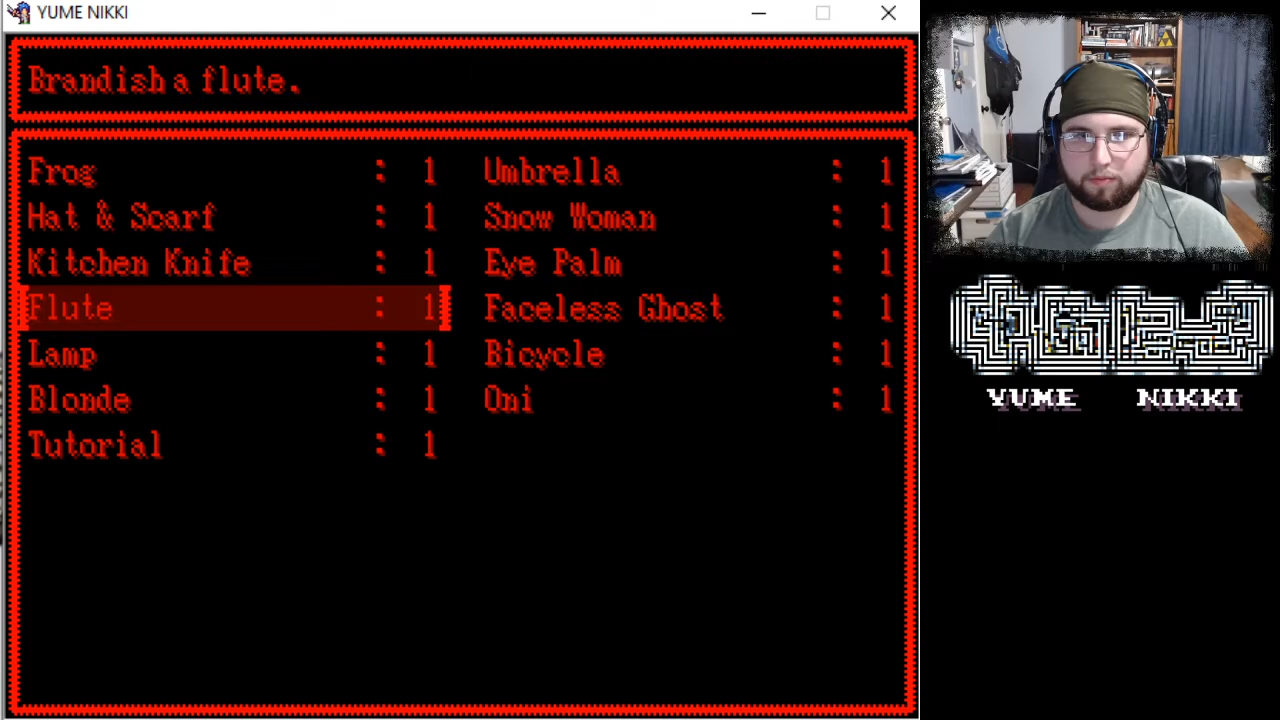 YUME NIKKI
Brandish a flute.
Frog : 1 Umbrella : 1
Hat & Scarf : 1 Snow Woman : 1
Kitchen Knife : 1 Eye Palm : 1
Flute : 1 Faceless Ghost : 1
Lamp : 1 Bicycle : 1
Blonde : 1 Oni : 1
Tutorial : 1
YUME NIKKI